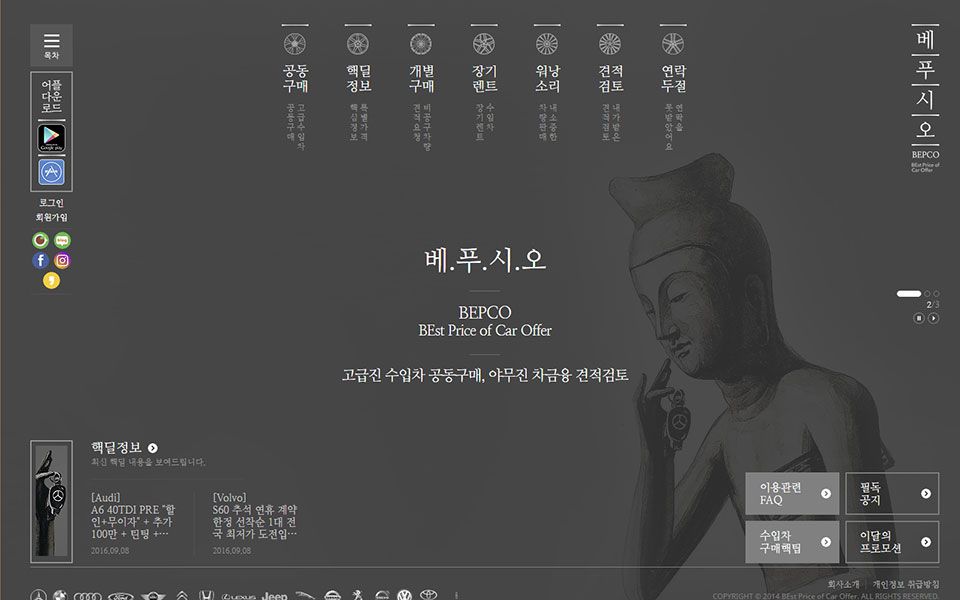 목차
어플
다운
로드
Google play
로그인
회원가입
blog
공동
구매
고급수입차
공동구매
핵딜
정보
특별가격
핵심정보
개별
구매
비공구차량
견적요청
장기
렌트
수입차
장기렌트
워낭
소리
내소중한
차량판매
견적
검토
내가받은
견적검토
연락
두절
연락을
못받았어요
베
푸
시
오
BEPCO
BEst Price of
Car Offer
베.푸.시.오
BEPCO
BEst Price of Car Offer
고급진 수입차 공동구매, 야무진 차금융 견적검토
2/3
핵딜정보
최신 핵딜 내용을 보여드립니다.
[Audi]
A6 40TDI PRE "할
인+무이자" + 추가
100만 + 틴팅 +…
2016.09.08
[Volvo]
S60 추석 연휴 계약
한정 선착순 1대 전
국 최저가 도전입…
2016.09.08
이용관련
FAQ
필독
공지
수입차
구매핵팁
이달의
프로모션
회사소개
개인정보 취급방침
COPYRIGHT © 2014 BEst Price of Car Offer. ALL RIGHTS RESERVED.
Ford
LEXUS
Jeep